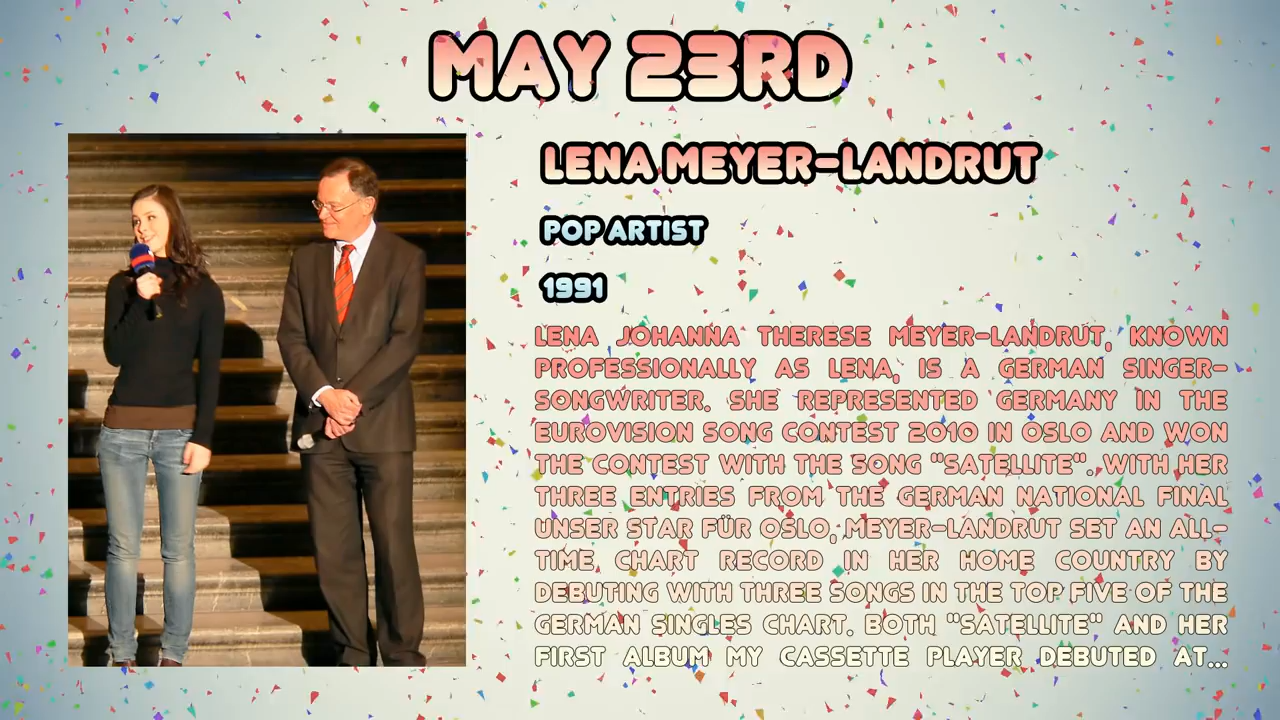 MAY 23RD
LENA MEYER-LANDRUT
POP ARTIST
1991
LENA JOHANNA THERESE MEYER-LANDRUT, KNOWN
PROFESSIONALLY AS LENA, IS A GERMAN SINGER-
SONGWRITER. SHE REPRESENTED GERMANY IN THE
EUROVISION SONG CONTEST 2010 IN OSLO AND WON
THE CONTEST WITH THE SONG "SATELLITE". WITH HER
THREE ENTRIES FROM THE GERMAN NATIONAL FINAL
UNSER STAR FÜR OSLO, MEYER-LANDRUT SET AN ALL-
TIME CHART RECORD IN HER HOME COUNTRY BY
DEBUTING WITH THREE SONGS IN THE TOP FIVE OF THE
GERMAN SINGLES CHART. BOTH "SATELLITE" AND HER
FIRST ALBUM MY CASSETTE PLAYER DEBUTED AT...